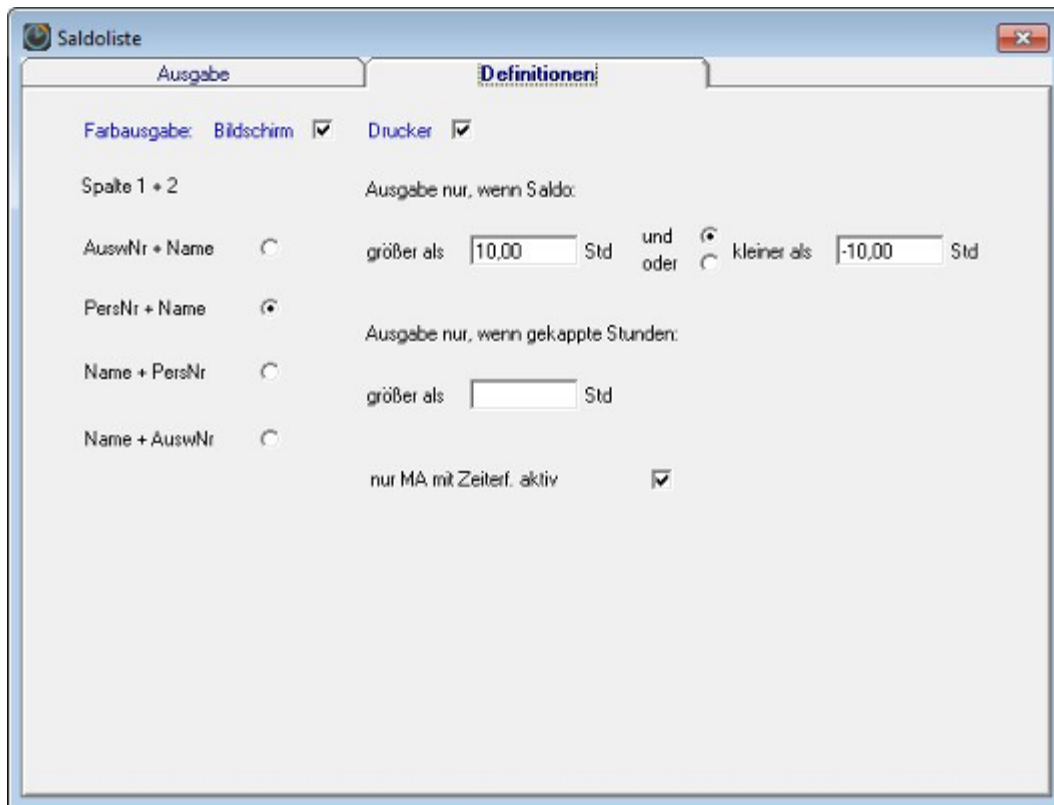 Saldoliste
Ausgabe Definitionen
Farbausgabe: Bildschirm Drucker
Spalte 1 + 2 Ausgabe nur, wenn Saldo:
AuswNr + Name größer als 10,00 Std und oder kleiner als -10,00 Std
PersNr + Name
Ausgabe nur, wenn gekappte Stunden:
Name + PersNr größer als Std
Name + AuswNr
nur MA mit Zeiterf. aktiv